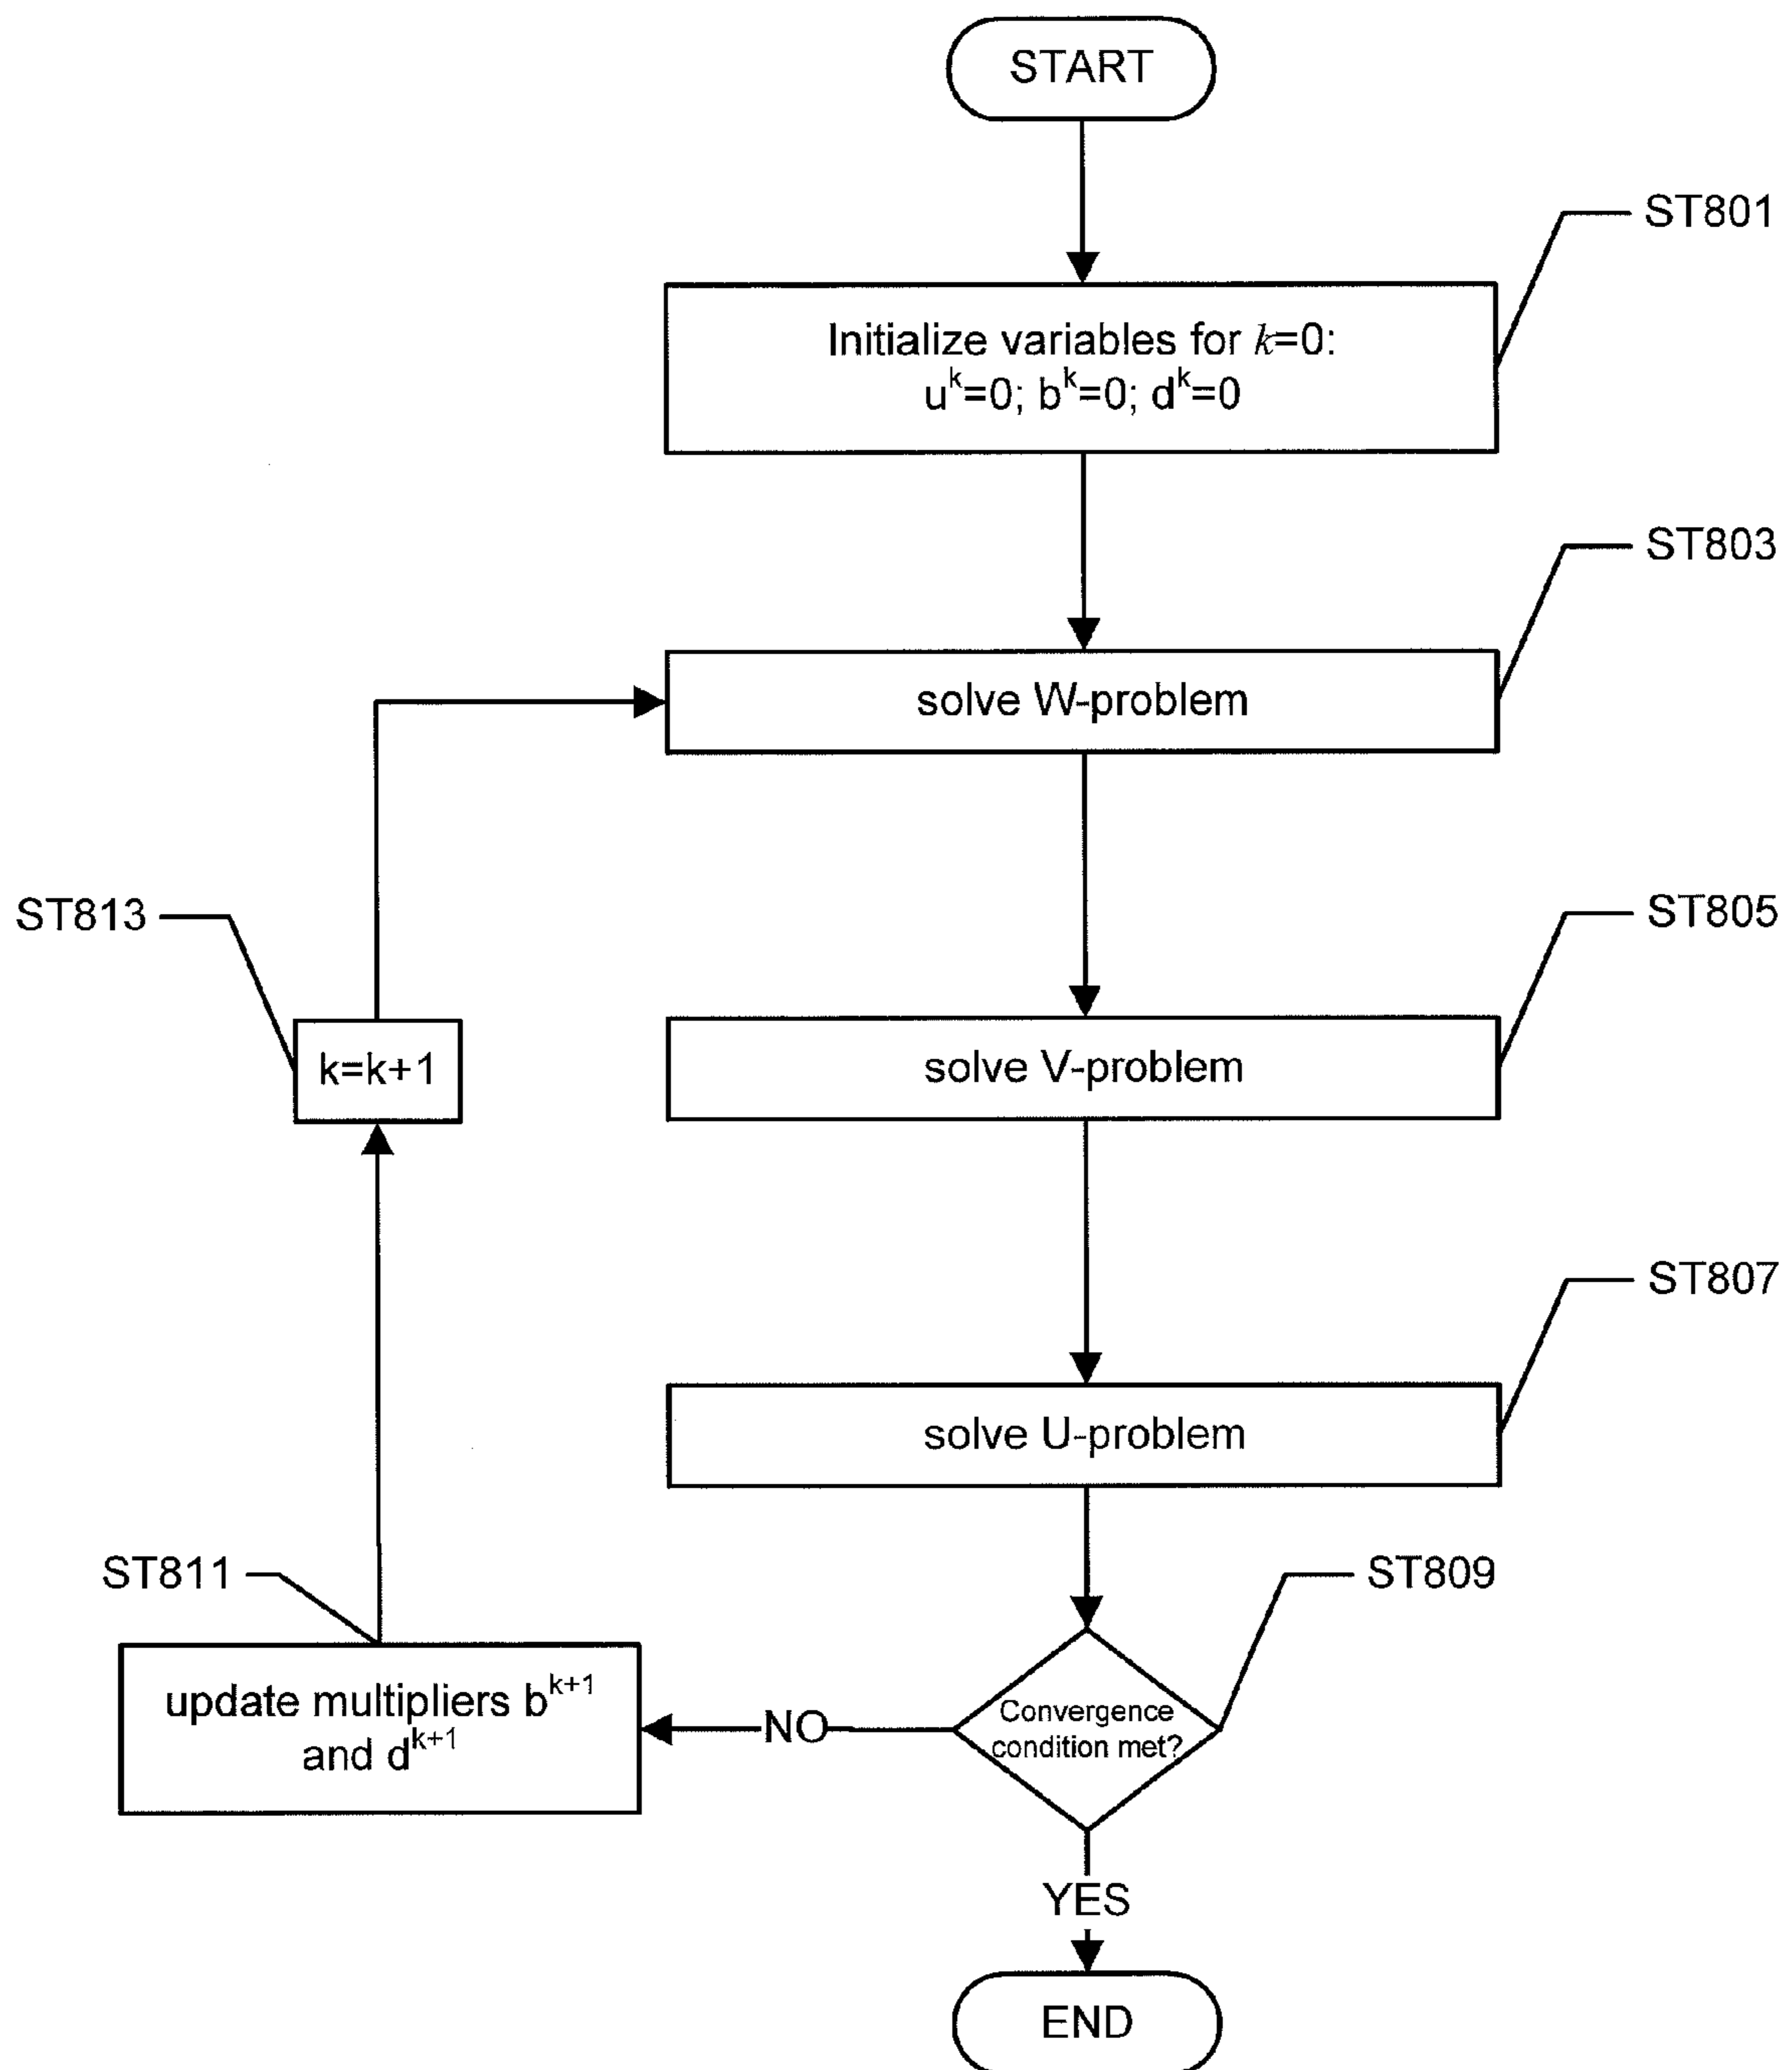 START
ST801
Initialize variables for k=0:
u^k=0; b^k=0; d^k=0
ST803
solve W-problem
ST813
ST805
k=k+1
solve V-problem
ST807
solve U-problem
ST811
ST809
update multipliers b^k+1
and d^k+1
NO
Convergence
condition met?
YES
END